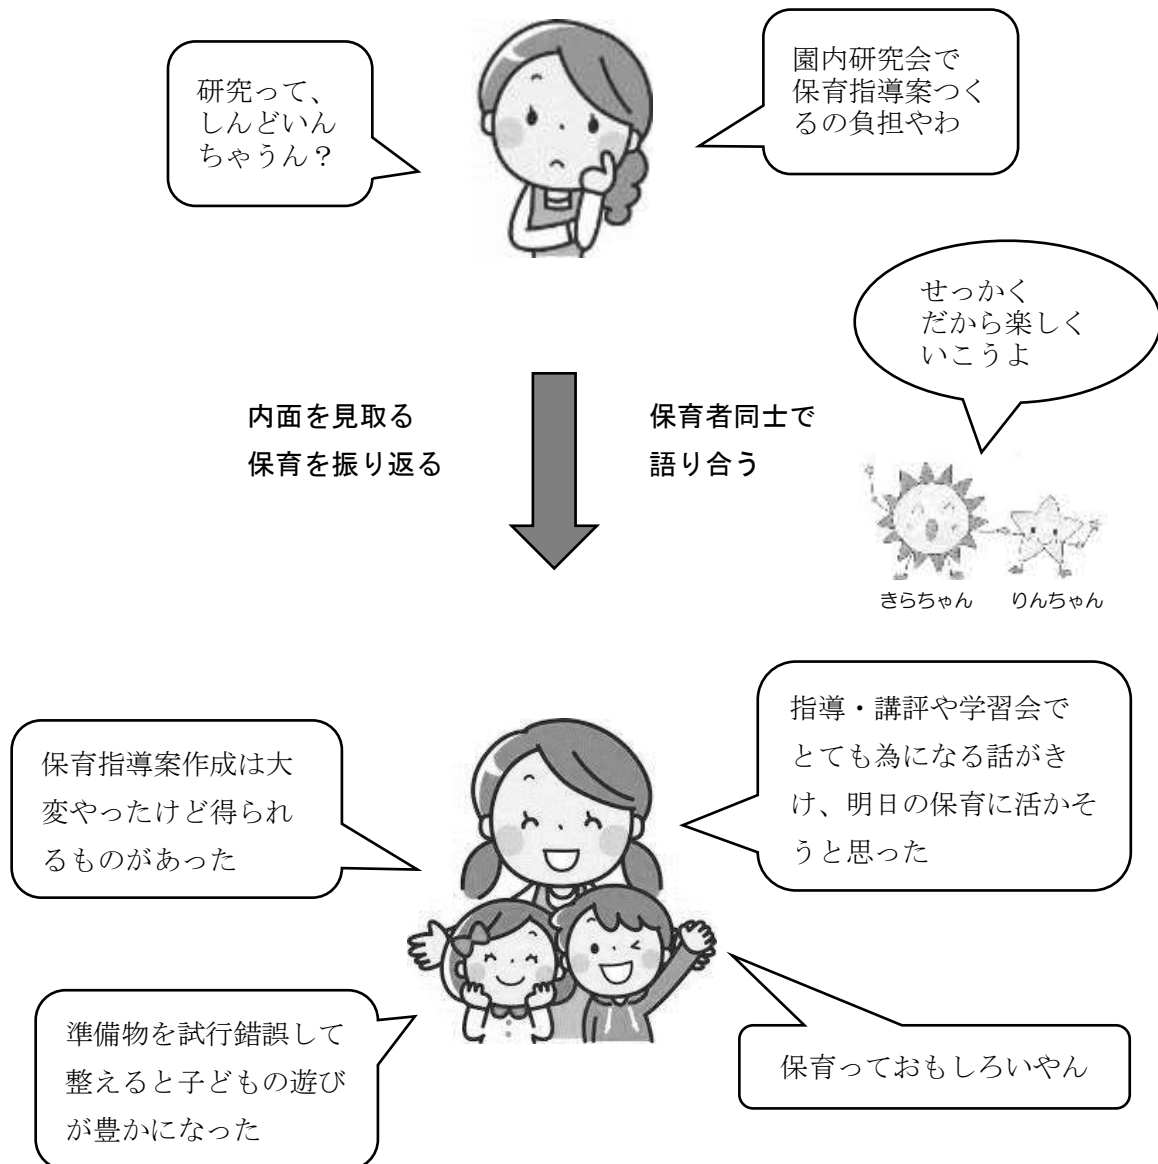 研究って、
しんどいん
ちゃうん？
園内研究会で
保育指導案つく
るの負担やわ
せっかく
だから楽しく
いこうよ
内面を見取る
保育を振り返る
保育者同士で
語り合う
きらちゃん
りんちゃん
保育指導案作成は大
変やったけど得られ
るものがあった
指導・講評や学習会で
とても為になる話がき
け、明日の保育に活かそ
うと思った
準備物を試行錯誤して
整えると子どもの遊び
が豊かになった
保育っておもしろいやん